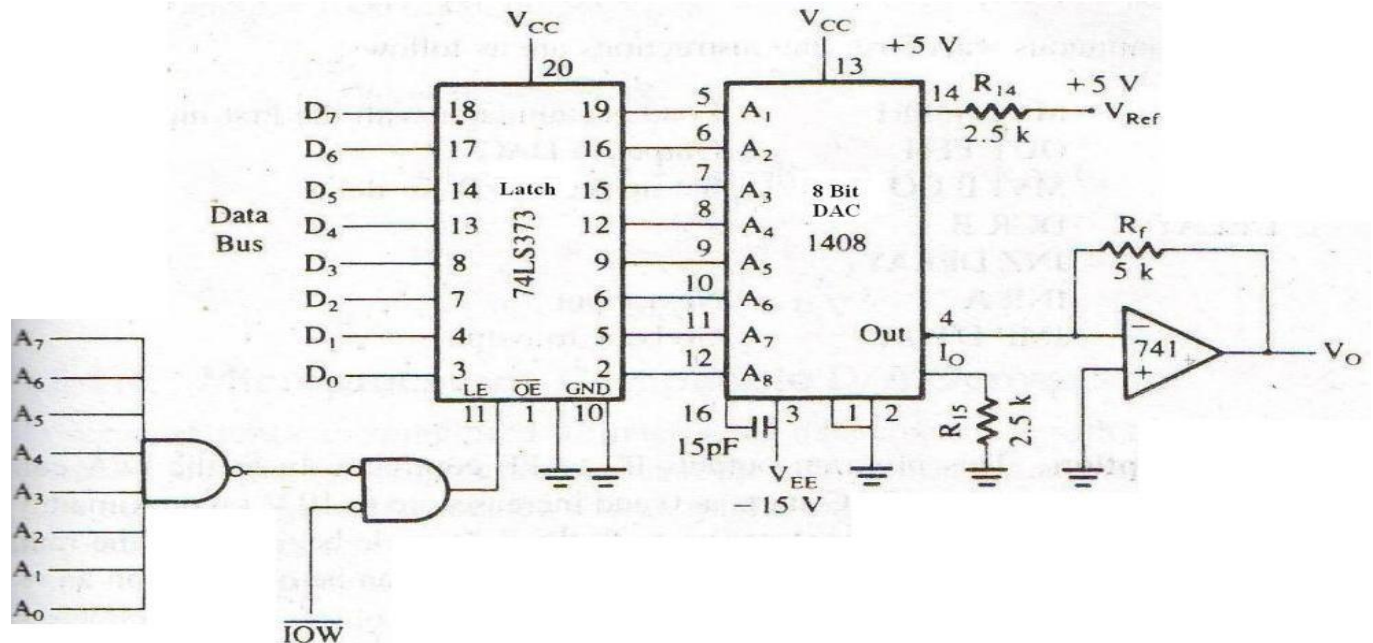 VCC
20
D7
18
19
D6
17
16
D5
14
15
D4
13
12
D3
8
9
D2
7
6
D1
4
5
D0
3
2
Data
Bus
Latch
74LS373
LE
OE
GND
11
1
10
VCC
+5 V
13
5
A1
6
A2
7
A3
8
A4
9
A5
10
A6
11
A7
12
A8
8 Bit
DAC
1408
Out
14
R14
2.5 k
+5 V
VRef
4
IO
R15
2.5 k
16
15pF
3
1
2
VEE
−15 V
Rf
5 k
−
741
+
+
VO
A7
A6
A5
A4
A3
A2
A1
A0
IOW